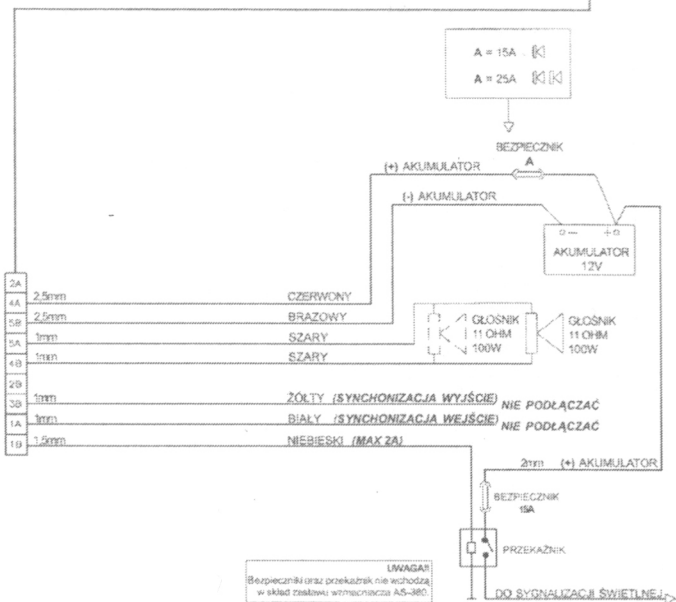 A = 15A
A = 25A
BEZPIECZNIK
A
(+) AKUMULATOR
(-) AKUMULATOR
AKUMULATOR
12V
2A
4A 2,5mm CZERWONY
5B 2,5mm BRAZOWY
5A 1mm SZARY
4B 1mm SZARY
GŁOŚNIK
11 OHM
100W
GŁOŚNIK
11 OHM
100W
2B
3B 1mm ŻÓŁTY (SYNCHONIZACJA WYJŚCIE) NIE PODŁĄCZAĆ
1A 1mm BIAŁY (SYNCHONIZACJA WEJŚCIE) NIE PODŁĄCZAĆ
1B 1,5mm NIEBIESKI (MAX 2A)
2mm (+) AKUMULATOR
BEZPIECZNIK
15A
PRZEKAŹNIK
UWAGA!!
Bezpieczniki oraz przekaźnik nie wchodzą
w skład zestawu wzmacniacza AS-380.
DO SYGNALIZACJI ŚWIETLNEJ